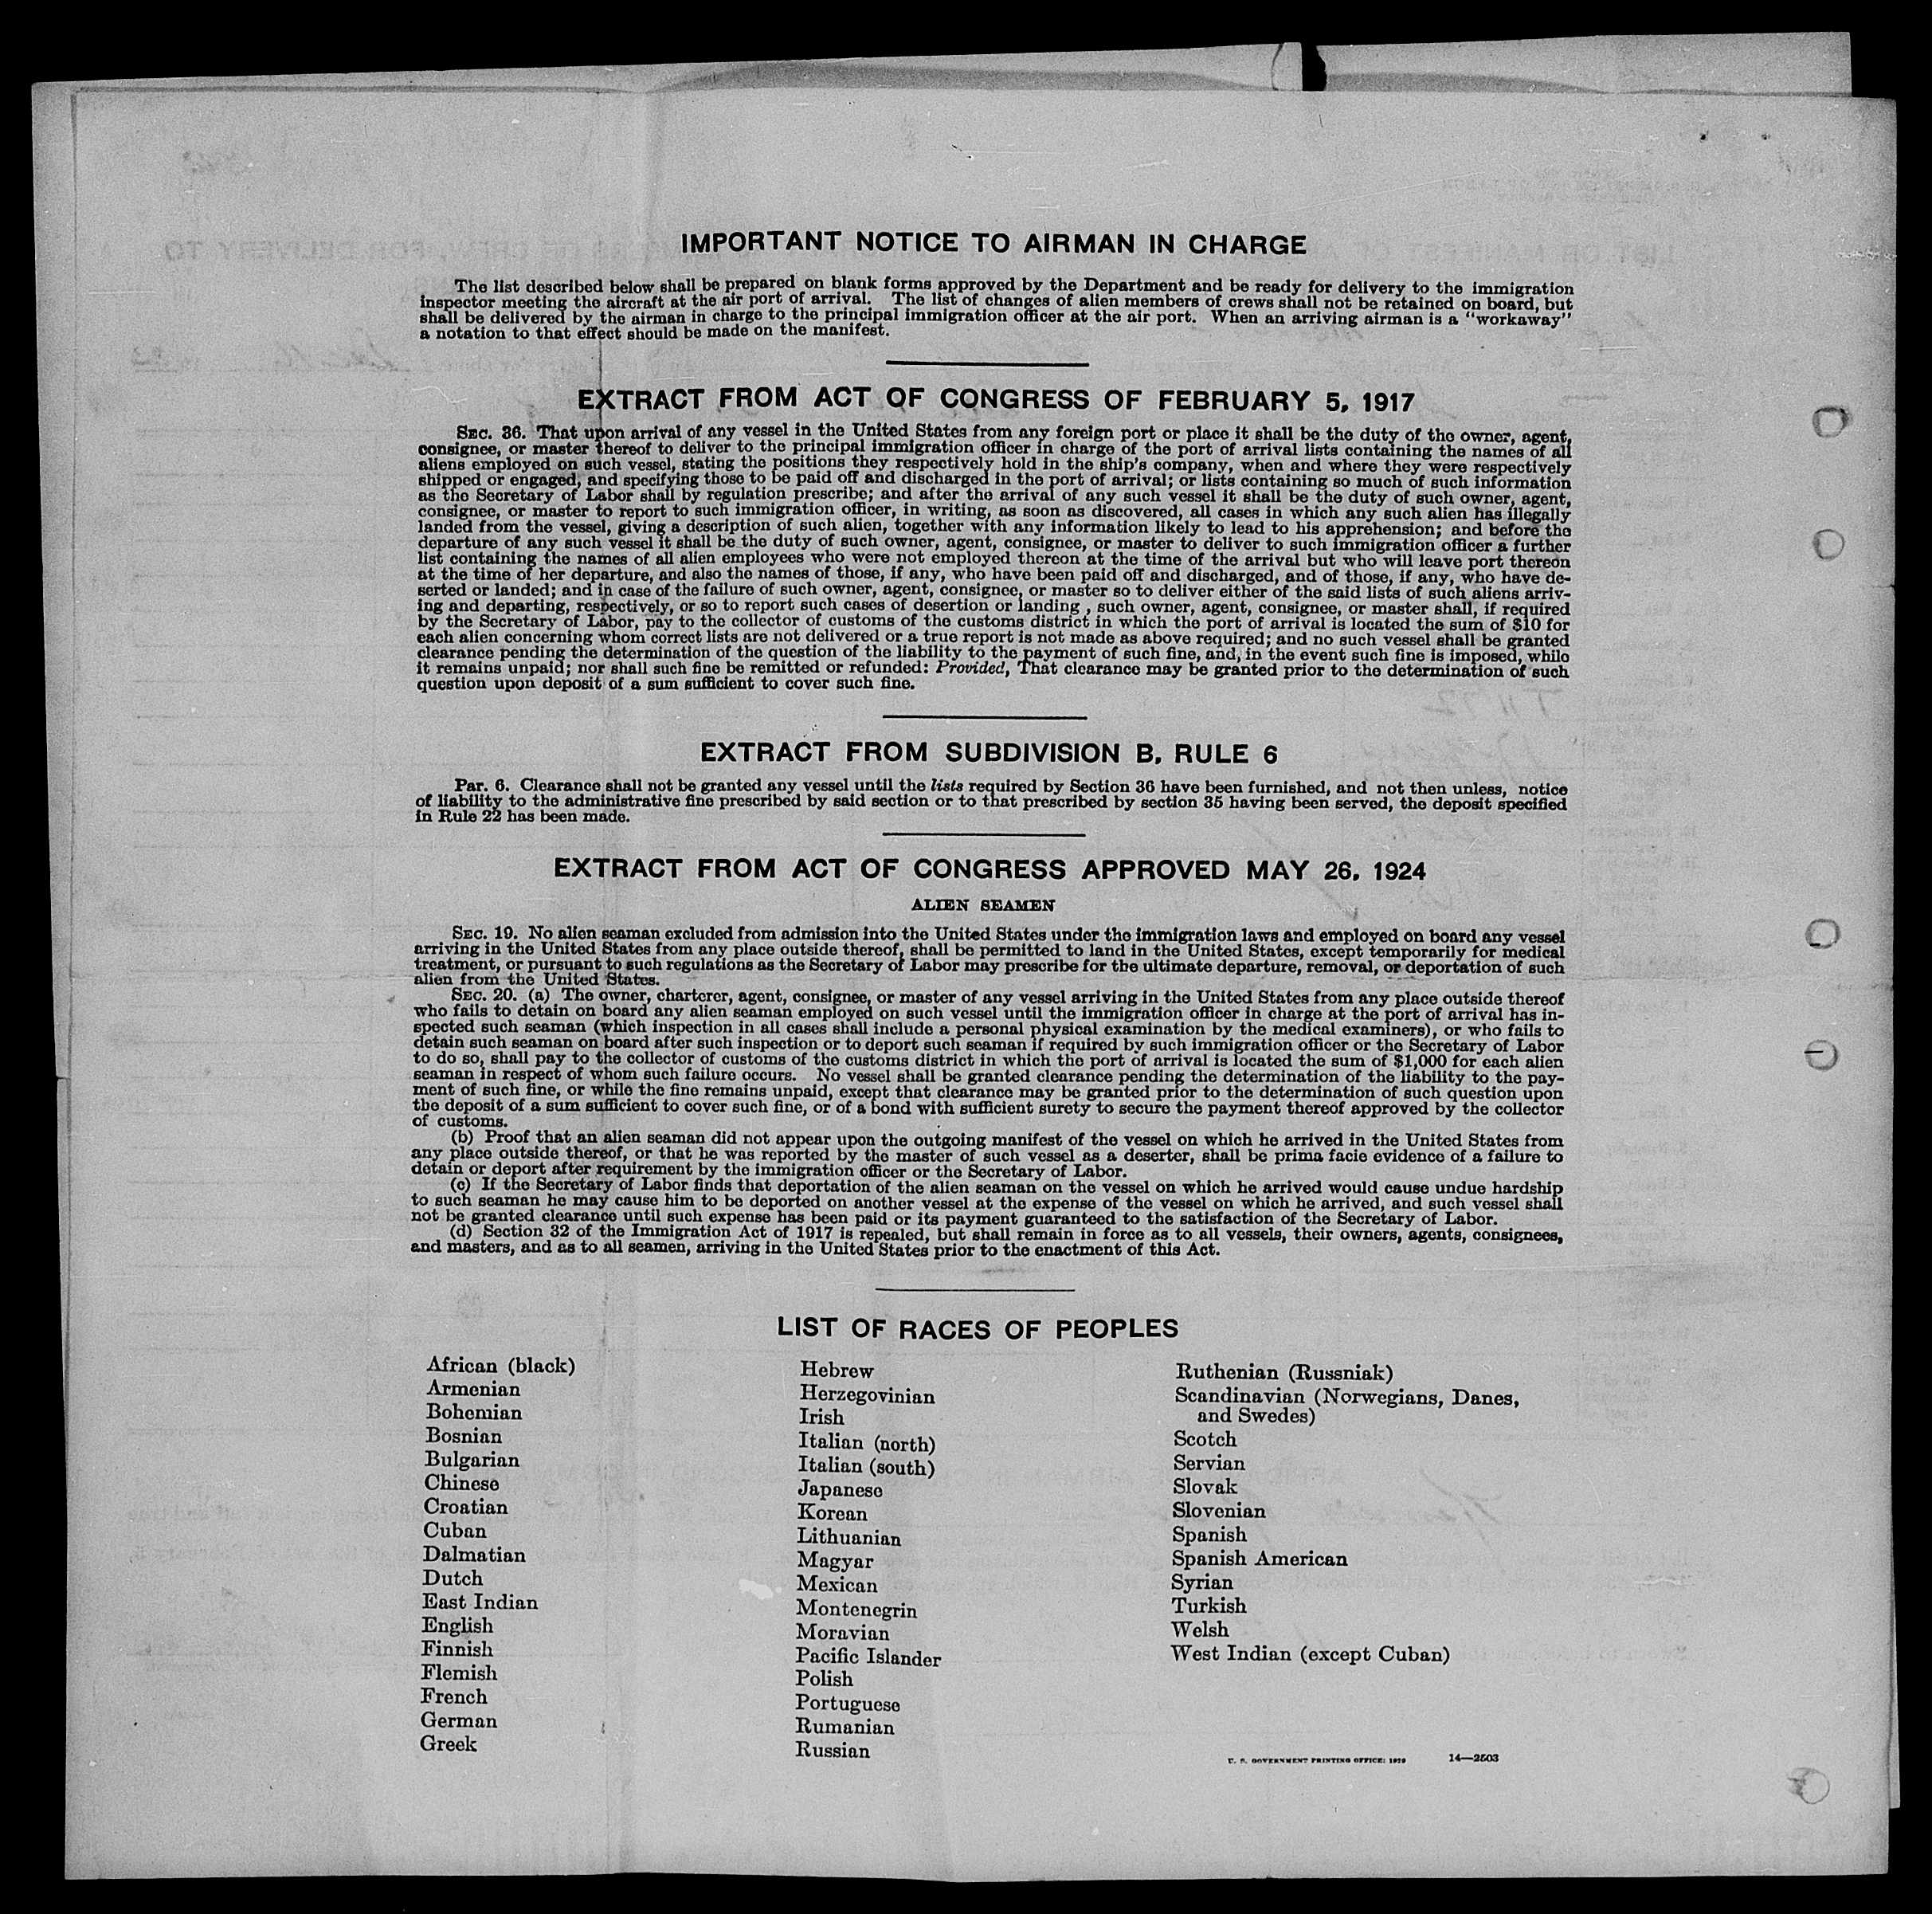 IMPORTANT NOTICE TO AIRMAN IN CHARGE
The list described below shall be prepared on blank forms approved by the Department and be ready for delivery to the immigration
inspector meeting the aircraft at the air port of arrival. The list of changes of alien members of crews shall not be retained on board, but
shall be delivered by the airman in charge to the principal immigration officer at the air port. When an arriving airman is a "workaway"
a notation to that effect should be made on the manifest.
EXTRACT FROM ACT OF CONGRESS OF FEBRUARY 5, 1917
SEC. 36. That upon arrival of any vessel in the United States from any foreign port or place it shall be the duty of the owner, agent,
consignee, or master thereof to deliver to the principal immigration officer in charge of the port of arrival lists containing the names of all
aliens employed on such vessel, stating the positions they respectively hold in the ship's company, when and where they were respectively
shipped or engaged, and specifying those to be paid off and discharged in the port of arrival; or lists containing so much of such information
as the Secretary of Labor shall by regulation prescribe; and after the arrival of any such vessel it shall be the duty of such owner, agent,
consignee, or master to report to such immigration officer, in writing, as soon as discovered, all cases in which any such alien has illegally
landed from the vessel, giving a description of such alien, together with any information likely to lead to his apprehension; and before the
departure of any such vessel it shall be the duty of such owner, agent, consignee, or master to deliver to such immigration officer a further
list containing the names of all alien employees who were not employed thereon at the time of the arrival but who will leave port thereon
at the time of her departure, and also the names of those, if any, who have been paid off and discharged, and of those, if any, who have de-
serted or landed; and in case of the failure of such owner, agent, consignee, or master so to deliver either of the said lists of such aliens arriv-
ing and departing, respectively, or so to report such cases of desertion or landing , such owner, agent, consignee, or master shall, if required
by the Secretary of Labor, pay to the collector of customs of the customs district in which the port of arrival is located the sum of $10 for
each alien concerning whom correct lists are not delivered or a true report is not made as above required; and no such vessel shall be granted
clearance pending the determination of the question of the liability to the payment of such fine, and, in the event such fine is imposed, while
it remains unpaid; nor shall such fine be remitted or refunded: Provided, That clearance may be granted prior to the determination of such
question upon deposit of a sum sufficient to cover such fine.
EXTRACT FROM SUBDIVISION B, RULE 6
Par. 6. Clearance shall not be granted any vessel until the lists required by Section 36 have been furnished, and not then unless, notice
of liability to the administrative fine prescribed by said section or to that prescribed by section 35 having been served, the deposit specified
in Rule 22 has been made.
EXTRACT FROM ACT OF CONGRESS APPROVED MAY 26, 1924
ALIEN SEAMEN
SEC. 19. No alien seaman excluded from admission into the United States under the immigration laws and employed on board any vessel
arriving in the United States from any place outside thereof, shall be permitted to land in the United States, except temporarily for medical
treatment, or pursuant to such regulations as the Secretary of Labor may prescribe for the ultimate departure, removal, or deportation of such
alien from the United States.
SEC. 20. (a) The owner, charterer, agent, consignee, or master of any vessel arriving in the United States from any place outside thereof
who fails to detain on board any alien seaman employed on such vessel until the immigration officer in charge at the port of arrival has in-
spected such seaman (which inspection in all cases shall include a personal physical examination by the medical examiners), or who fails to
detain such seaman on board after such inspection or to deport such seaman if required by such immigration officer or the Secretary of Labor
to do so, shall pay to the collector of customs of the customs district in which the port of arrival is located the sum of $1,000 for each alien
seaman in respect of whom such failure occurs. No vessel shall be granted clearance pending the determination of the liability to the pay-
ment of such fine, or while the fine remains unpaid, except that clearance may be granted prior to the determination of such question upon
the deposit of a sum sufficient to cover such fine, or of a bond with sufficient surety to secure the payment thereof approved by the collector
of customs.
(b) Proof that an alien seaman did not appear upon the outgoing manifest of the vessel on which he arrived in the United States from
any place outside thereof, or that he was reported by the master of such vessel as a deserter, shall be prima facie evidence of a failure to
detain or deport after requirement by the immigration officer or the Secretary of Labor.
(c) If the Secretary of Labor finds that deportation of the alien seaman on the vessel on which he arrived would cause undue hardship
to such seaman he may cause him to be deported on another vessel at the expense of the vessel on which he arrived, and such vessel shall
not be granted clearance until such expense has been paid or its payment guaranteed to the satisfaction of the Secretary of Labor.
(d) Section 32 of the Immigration Act of 1917 is repealed, but shall remain in force as to all vessels, their owners, agents, consignees,
and masters, and as to all seamen, arriving in the United States prior to the enactment of this Act.
LIST OF RACES OF PEOPLES
African (black)
Armenian
Bohemian
Bosnian
Bulgarian
Chinese
Croatian
Cuban
Dalmatian
Dutch
East Indian
English
Finnish
Flemish
French
German
Greek
Hebrew
Herzegovinian
Irish
Italian (north)
Italian (south)
Japanese
Korean
Lithuanian
Magyar
Mexican
Montenegrin
Moravian
Pacific Islander
Polish
Portuguese
Rumanian
Russian
Ruthenian (Russniak)
Scandinavian (Norwegians, Danes,
and Swedes)
Scotch
Servian
Slovak
Slovenian
Spanish
Spanish American
Syrian
Turkish
Welsh
West Indian (except Cuban)
U. S. GOVERNMENT PRINTING OFFICE: 1929 14—2503